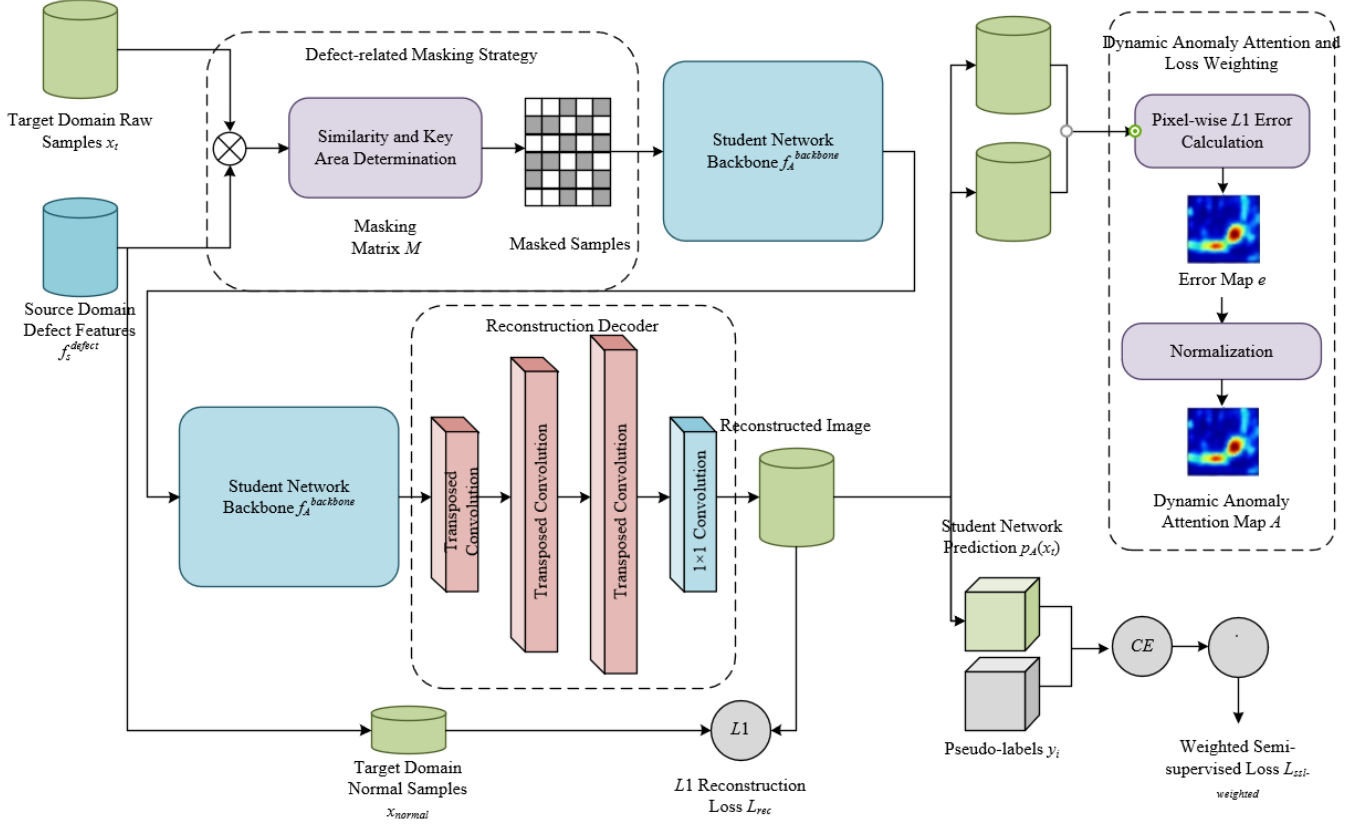 Target Domain Raw
Samples x_t
Source Domain
Defect Features
f_s^defect
Defect-related Masking Strategy
Similarity and Key
Area Determination
Masking
Matrix M
Masked Samples
Student Network
Backbone f_A^backbone
Dynamic Anomaly Attention and
Loss Weighting
Pixel-wise L1 Error
Calculation
Error Map e
Normalization
Dynamic Anomaly
Attention Map A
Student Network
Backbone f_A^backbone
Reconstruction Decoder
Transposed
Convolution
Transposed Convolution
Transposed Convolution
1×1 Convolution
Reconstructed Image
Target Domain
Normal Samples
x_normal
L1
L1 Reconstruction
Loss L_rec
Student Network
Prediction p_A(x_t)
Pseudo-labels y_i
CE
·
Weighted Semi-
supervised Loss L_ssl-
weighted